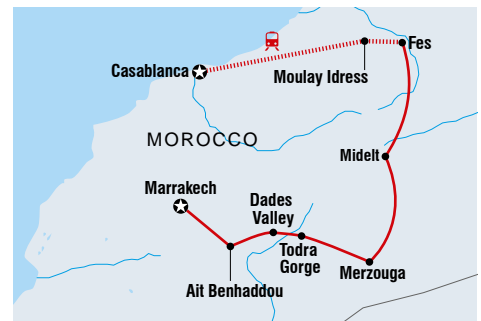 Fes
Casablanca
Moulay Idress
MOROCCO
Midelt
Marrakech
Dades
Valley
Todra
Gorge
Merzouga
Ait Benhaddou